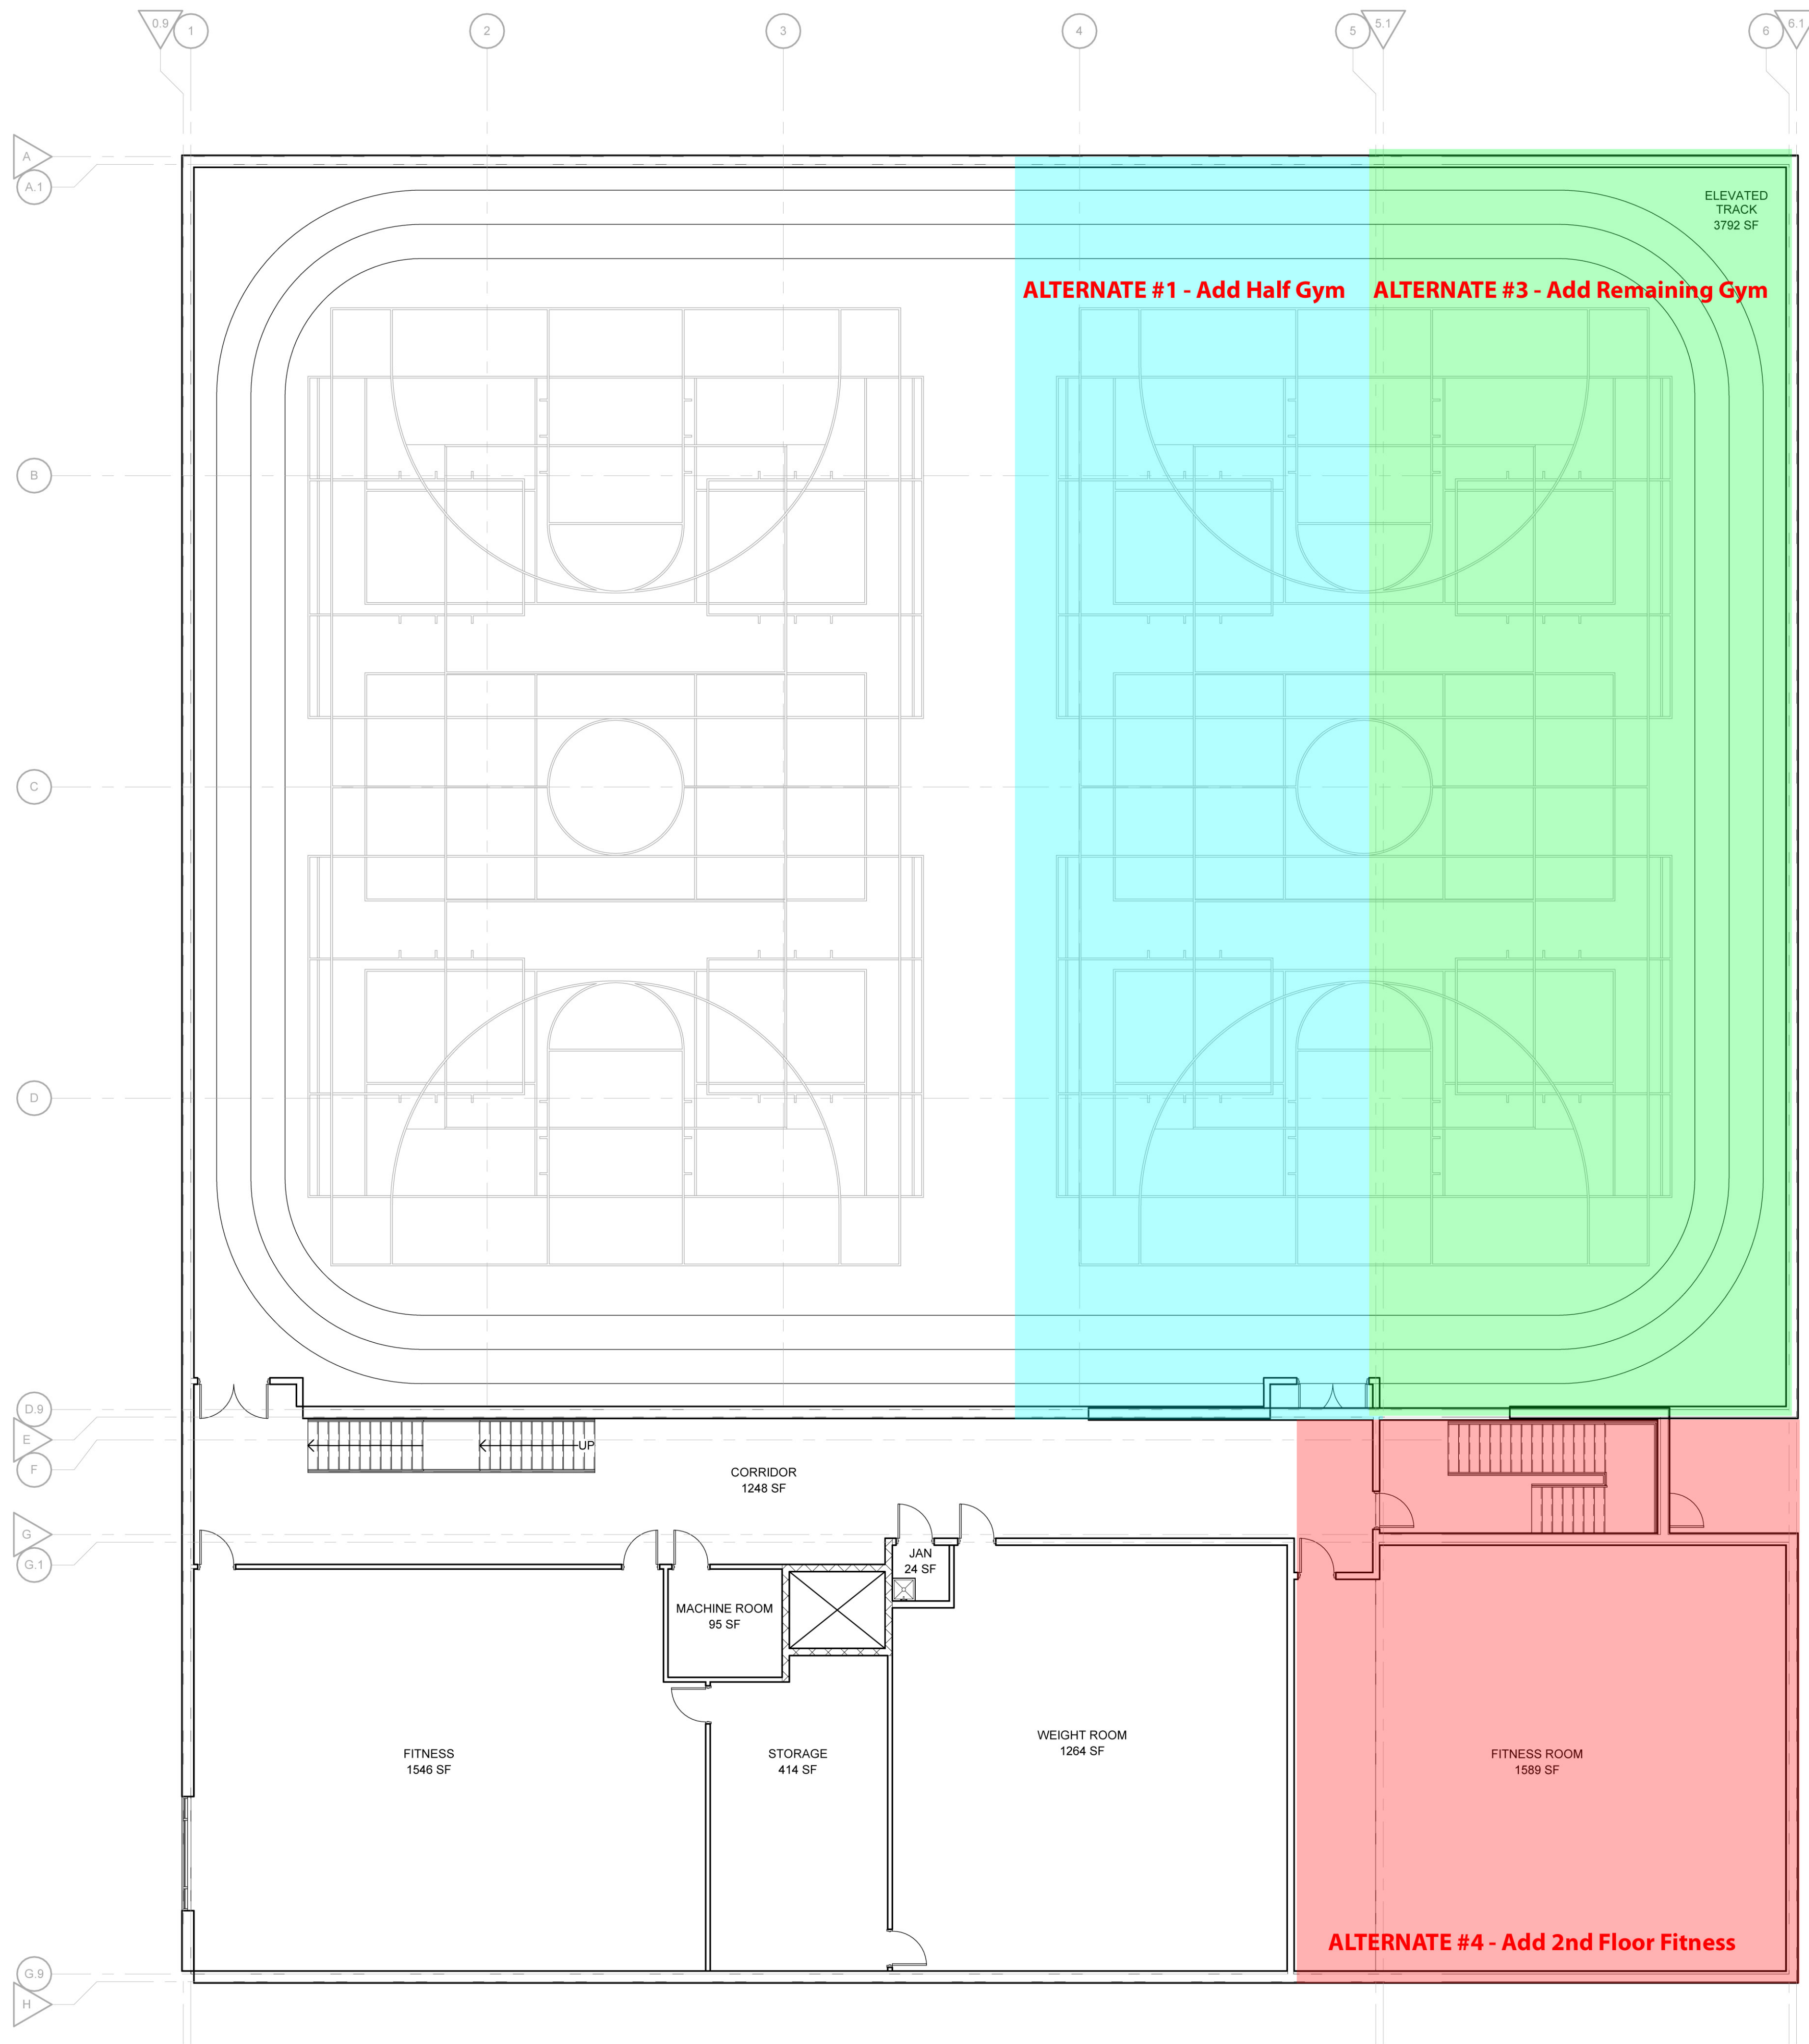 0.9
1
2
3
4
5
5.1
6
6.1
A
A.1
ELEVATED
TRACK
3792 SF
ALTERNATE #1 - Add Half Gym
ALTERNATE #3 - Add Remaining Gym
B
C
D
D.9
E
F
UP
CORRIDOR
1248 SF
G
G.1
JAN
24 SF
MACHINE ROOM
95 SF
WEIGHT ROOM
1264 SF
FITNESS
1546 SF
STORAGE
414 SF
FITNESS ROOM
1589 SF
ALTERNATE #4 - Add 2nd Floor Fitness
G.9
H